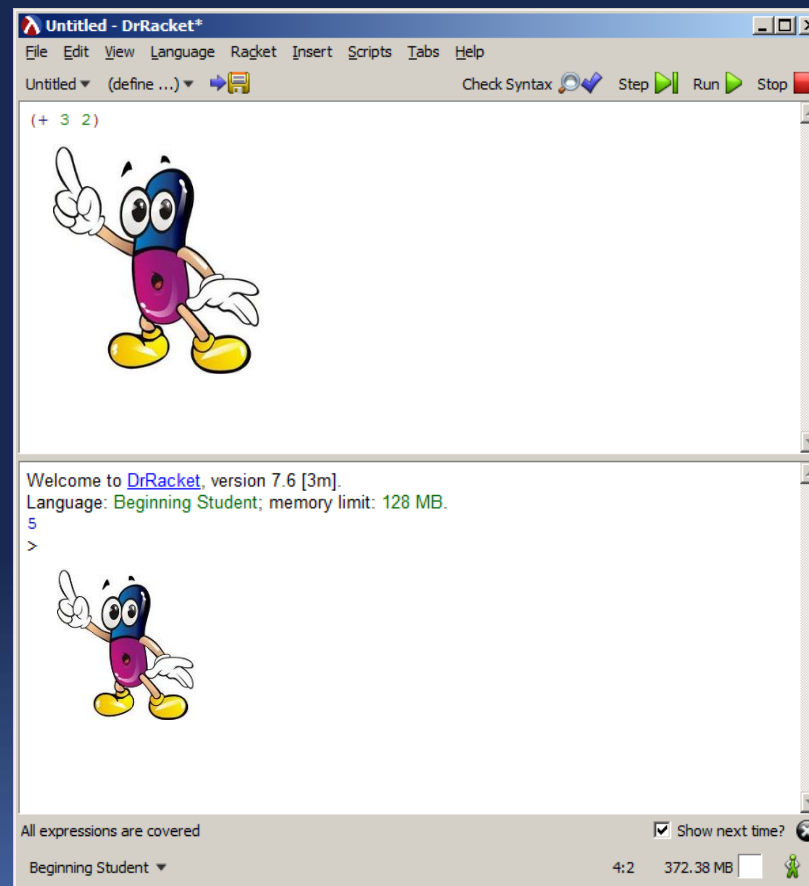 Untitled - DrRacket*
File Edit View Language Racket Insert Scripts Tabs Help
Untitled (define ...) Check Syntax Step Run Stop
(+ 3 2)
Welcome to DrRacket, version 7.6 [3m].
Language: Beginning Student; memory limit: 128 MB.
5
>
All expressions are covered Show next time?
Beginning Student 4:2 372.38 MB